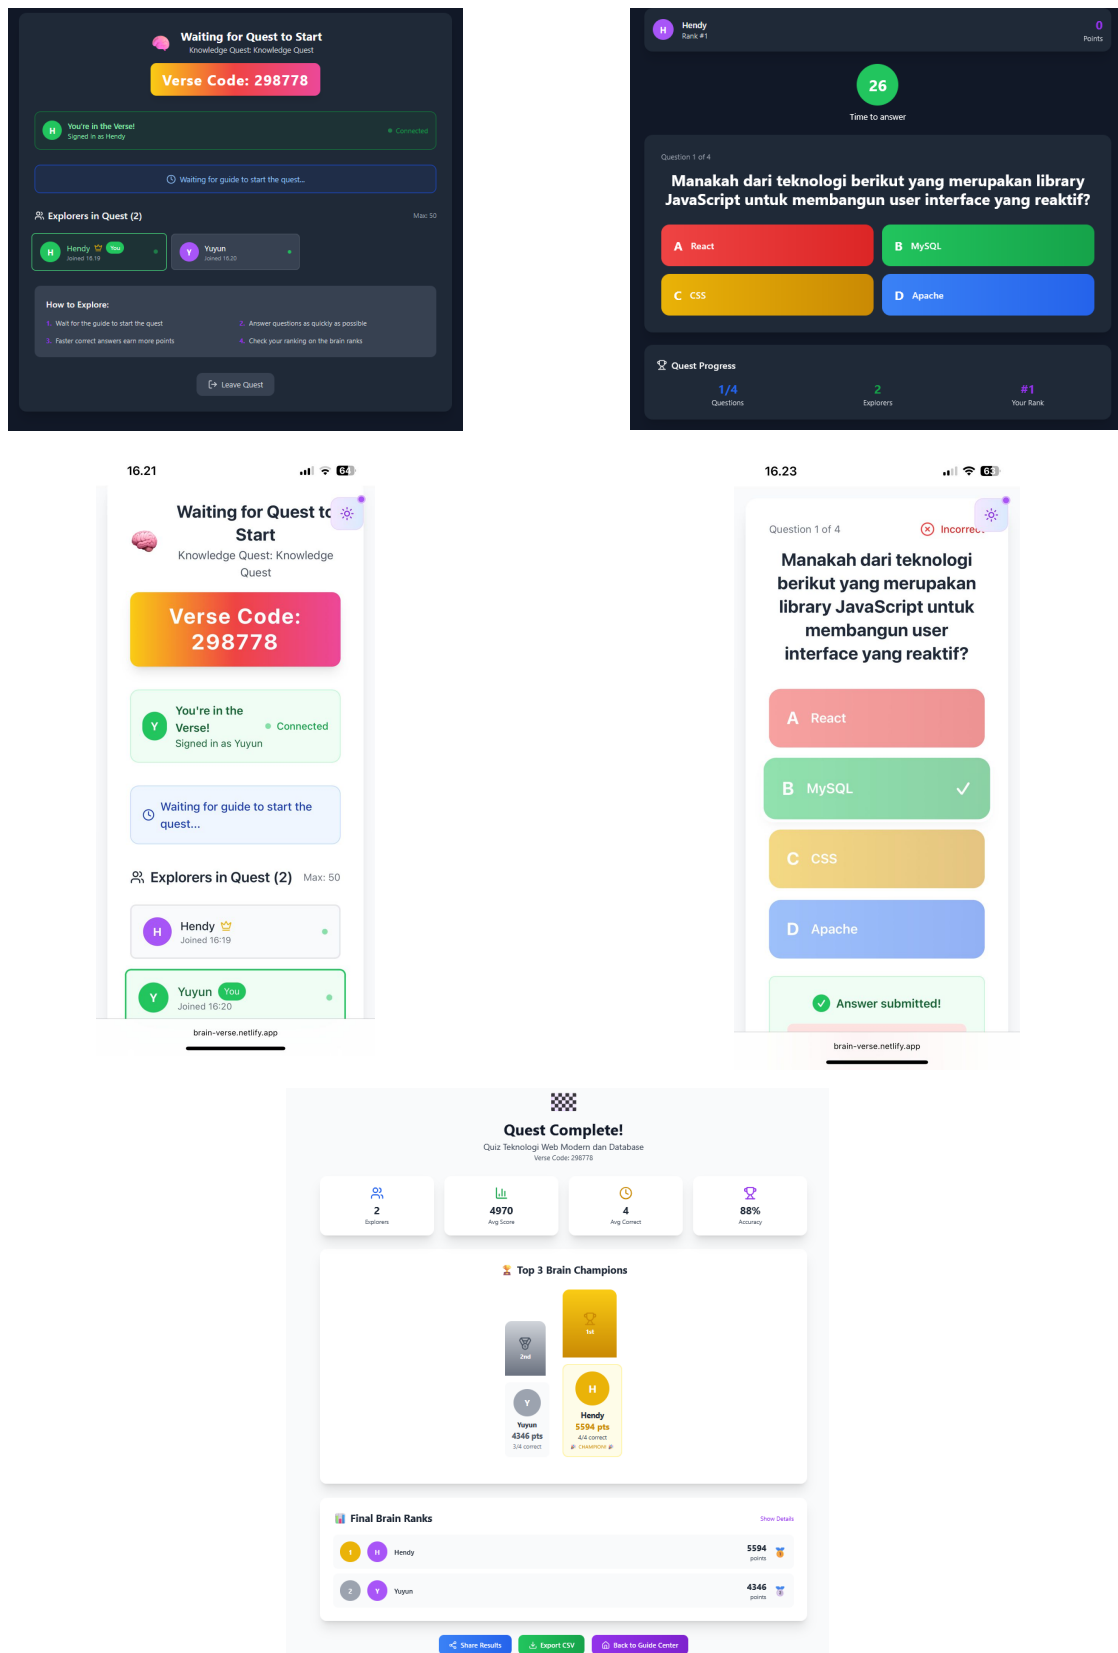 Waiting for Quest to Start
Knowledge Quest: Knowledge Quest
Verse Code: 298778
H
You're in the Verse!
Signed in as Hendy
Connected
Waiting for guide to start the quest...
Explorers in Quest (2)
Max: 50
H
Hendy
You
Joined 16.19
Y
Yuyun
Joined 16.20
How to Explore:
1. Wait for the guide to start the quest
2. Answer questions as quickly as possible
3. Faster correct answers earn more points
4. Check your ranking on the brain ranks
Leave Quest
H
Hendy
Rank #1
0
Points
26
Time to answer
Question 1 of 4
Manakah dari teknologi berikut yang merupakan library
JavaScript untuk membangun user interface yang reaktif?
A React
B MySQL
C CSS
D Apache
Quest Progress
1/4
Questions
2
Explorers
#1
Your Rank
16.21
64
Waiting for Quest to
Start
Knowledge Quest: Knowledge
Quest
Verse Code:
298778
Y
You're in the
Verse!
Signed in as Yuyun
Connected
Waiting for guide to start the
quest...
Explorers in Quest (2)
Max: 50
H
Hendy
Joined 16:19
Y
Yuyun
You
Joined 16:20
brain-verse.netlify.app
16.23
63
Question 1 of 4
Incorrect
Manakah dari teknologi
berikut yang merupakan
library JavaScript untuk
membangun user
interface yang reaktif?
A React
B MySQL
C CSS
D Apache
Answer submitted!
brain-verse.netlify.app
Quest Complete!
Quiz Teknologi Web Modern dan Database
Verse Code: 298778
2
Explorers
4970
Avg Score
4
Avg Correct
88%
Accuracy
Top 3 Brain Champions
2nd
Y
Yuyun
4346 pts
3/4 correct
1st
H
Hendy
5594 pts
4/4 correct
CHAMPION!
Final Brain Ranks
Show Details
1
H
Hendy
5594
points
2
Y
Yuyun
4346
points
Share Results
Export CSV
Back to Guide Center